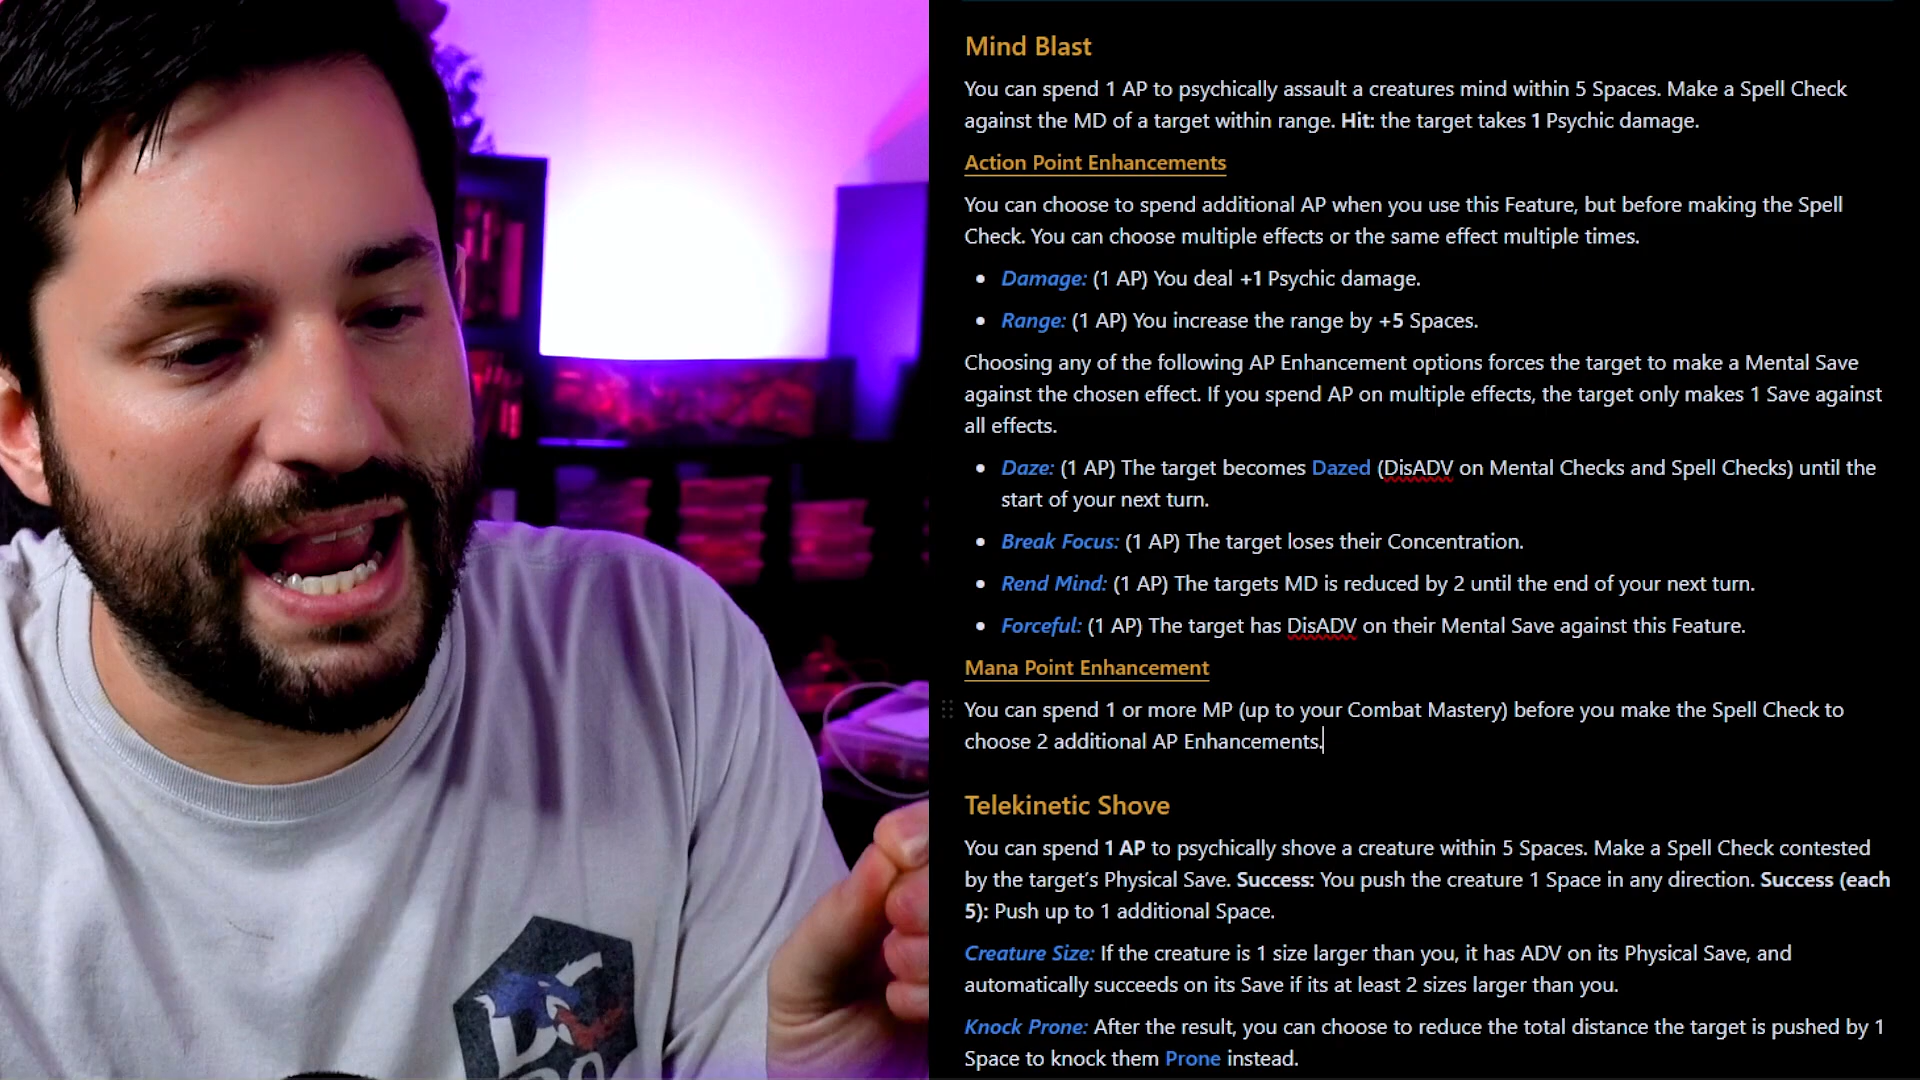 Mind Blast
You can spend 1 AP to psychically assault a creatures mind within 5 Spaces. Make a Spell Check
against the MD of a target within range. Hit: the target takes 1 Psychic damage.
Action Point Enhancements
You can choose to spend additional AP when you use this Feature, but before making the Spell
Check. You can choose multiple effects or the same effect multiple times.
• Damage: (1 AP) You deal +1 Psychic damage.
• Range: (1 AP) You increase the range by +5 Spaces.
Choosing any of the following AP Enhancement options forces the target to make a Mental Save
against the chosen effect. If you spend AP on multiple effects, the target only makes 1 Save against
all effects.
• Daze: (1 AP) The target becomes Dazed (DisADV on Mental Checks and Spell Checks) until the
start of your next turn.
• Break Focus: (1 AP) The target loses their Concentration.
• Rend Mind: (1 AP) The targets MD is reduced by 2 until the end of your next turn.
• Forceful: (1 AP) The target has DisADV on their Mental Save against this Feature.
Mana Point Enhancement
You can spend 1 or more MP (up to your Combat Mastery) before you make the Spell Check to
choose 2 additional AP Enhancements.
Telekinetic Shove
You can spend 1 AP to psychically shove a creature within 5 Spaces. Make a Spell Check contested
by the target's Physical Save. Success: You push the creature 1 Space in any direction. Success (each
5): Push up to 1 additional Space.
Creature Size: If the creature is 1 size larger than you, it has ADV on its Physical Save, and
automatically succeeds on its Save if its at least 2 sizes larger than you.
Knock Prone: After the result, you can choose to reduce the total distance the target is pushed by 1
Space to knock them Prone instead.